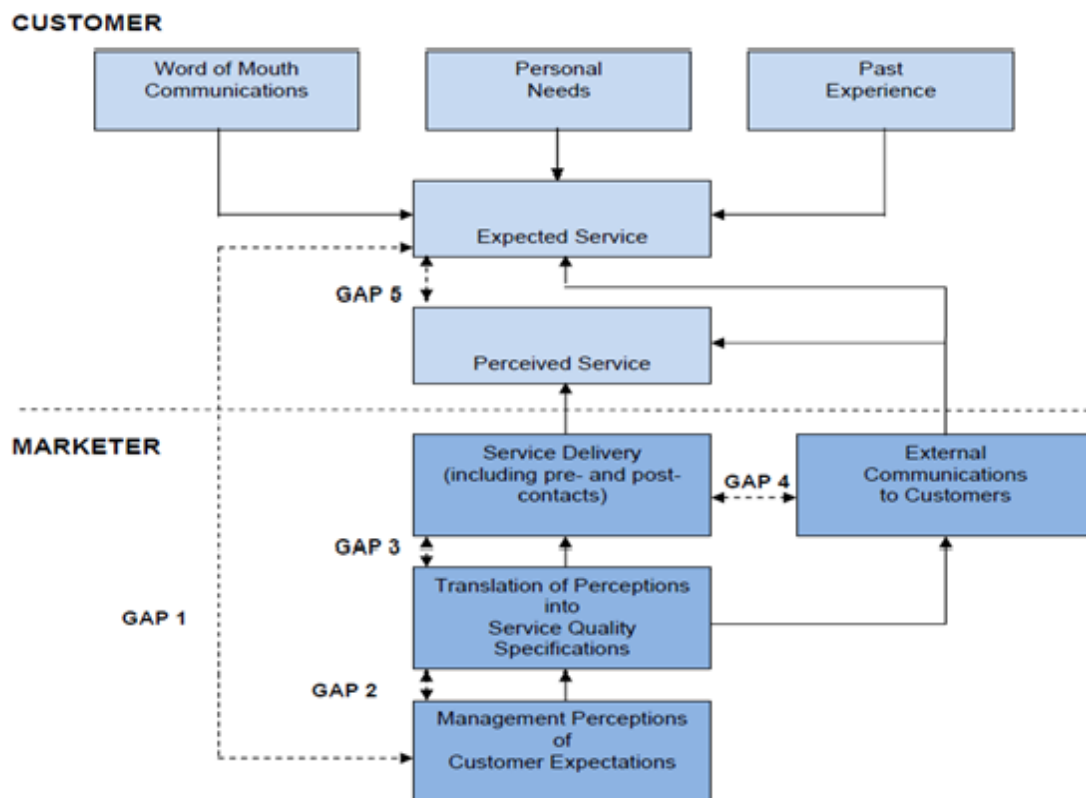 CUSTOMER
Word of Mouth
Communications
Personal
Needs
Past
Experience
Expected Service
GAP 5
Perceived Service
MARKETER
Service Delivery
(including pre- and post-
contacts)
GAP 4
External
Communications
to Customers
GAP 3
Translation of Perceptions
into
Service Quality
Specifications
GAP 1
GAP 2
Management Perceptions
of
Customer Expectations